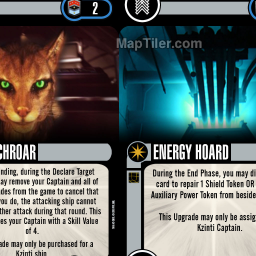 2
MapTiler.com
CHROAR
nding, during the Declare Target
ay remove your Captain and all of
des from the game to cancel that
you do, the attacking ship cannot
ther attack during that round. This
es your Captain with a Skill Value
of 4.
ade may only be purchased for a
Kzinti ship
ENERGY HOARD
During the End Phase, you may di
card to repair 1 Shield Token OR
Auxiliary Power Token from beside
This Upgrade may only be assig
Kzinti Captain.